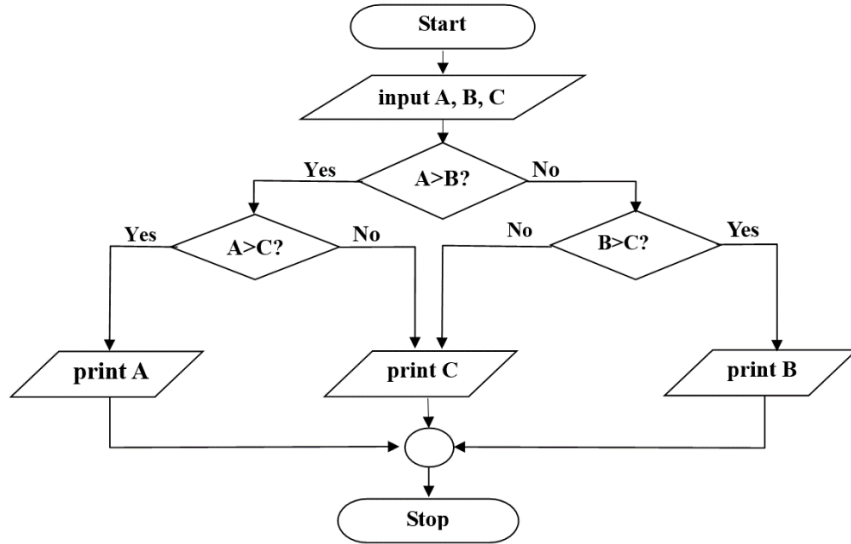 Start
input A, B, C
Yes
A>B?
No
Yes
A>C?
No
No
B>C?
Yes
print A
print C
print B
Stop